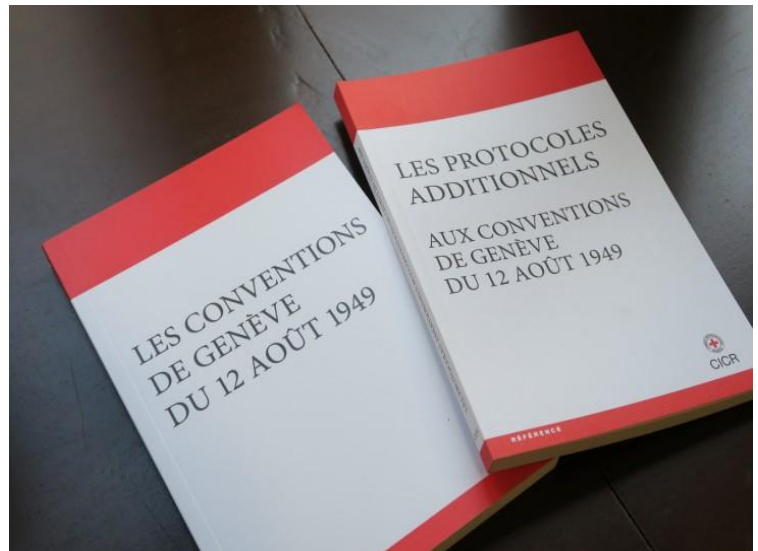 LES CONVENTIONS
DE GENÈVE
DU 12 AOÛT 1949
LES PROTOCOLES
ADDITIONNELS
AUX CONVENTIONS
DE GENÈVE
DU 12 AOÛT 1949
CICR
RÉFÉRENCE